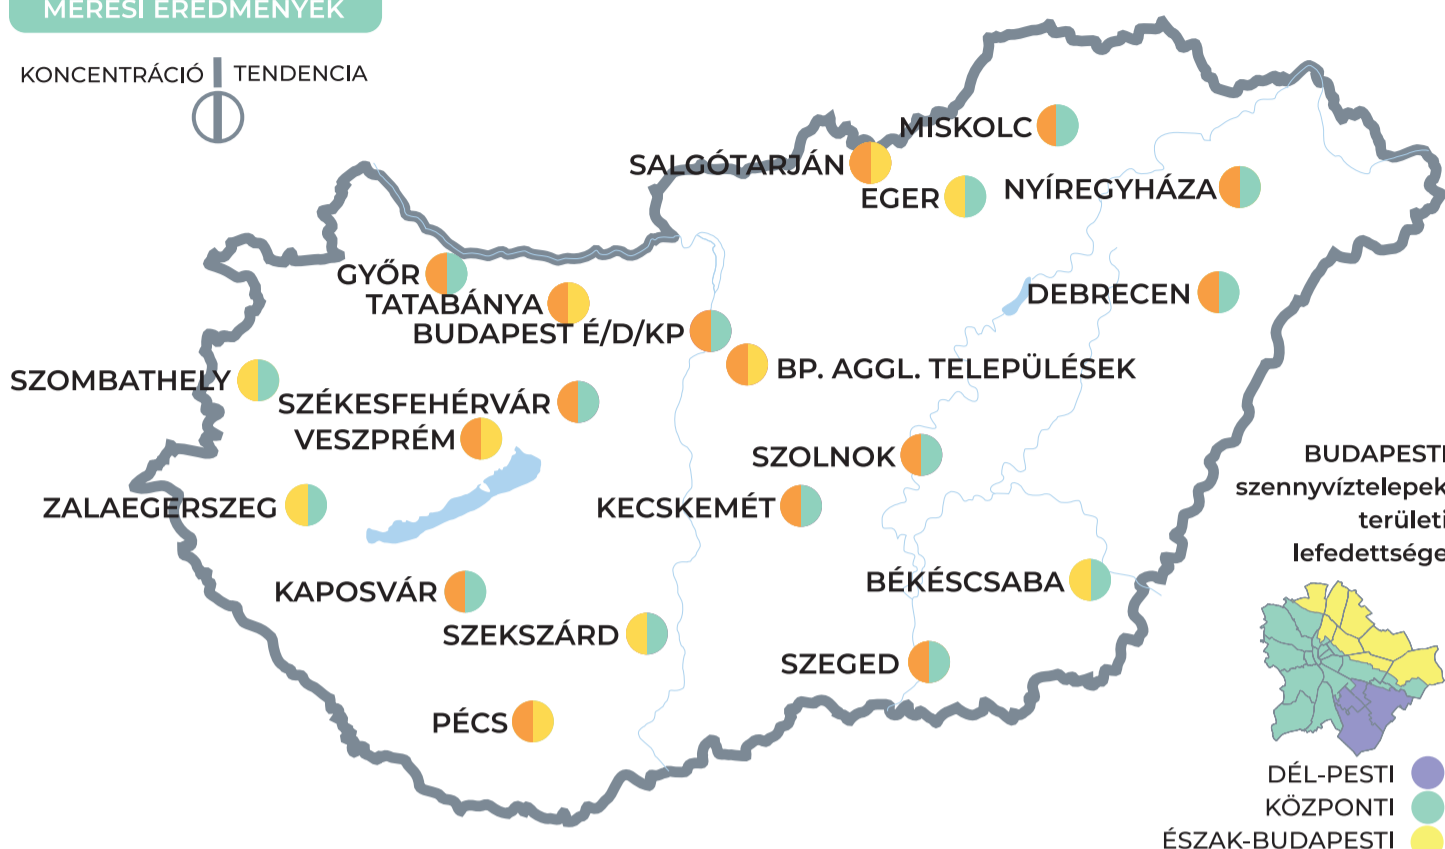 MÉRÉSI EREDMÉNYEK
KONCENTRÁCIÓ TENDENCIA
MISKOLC
SALGÓTARJÁN
EGER
NYÍREGYHÁZA
GYŐR
TATABÁNYA
DEBRECEN
BUDAPEST É/D/KP
BP. AGGL. TELEPÜLÉSEK
SZOMBATHELY
SZÉKESFEHÉRVÁR
VESZPRÉM
SZOLNOK
ZALAEGERSZEG
KECSKEMÉT
BÉKÉSCSABA
KAPOSVÁR
SZEKSZÁRD
SZEGED
PÉCS
BUDAPESTI
szennyvíztelepek
területi
lefedettsége
DÉL-PESTI
KÖZPONTI
ÉSZAK-BUDAPESTI